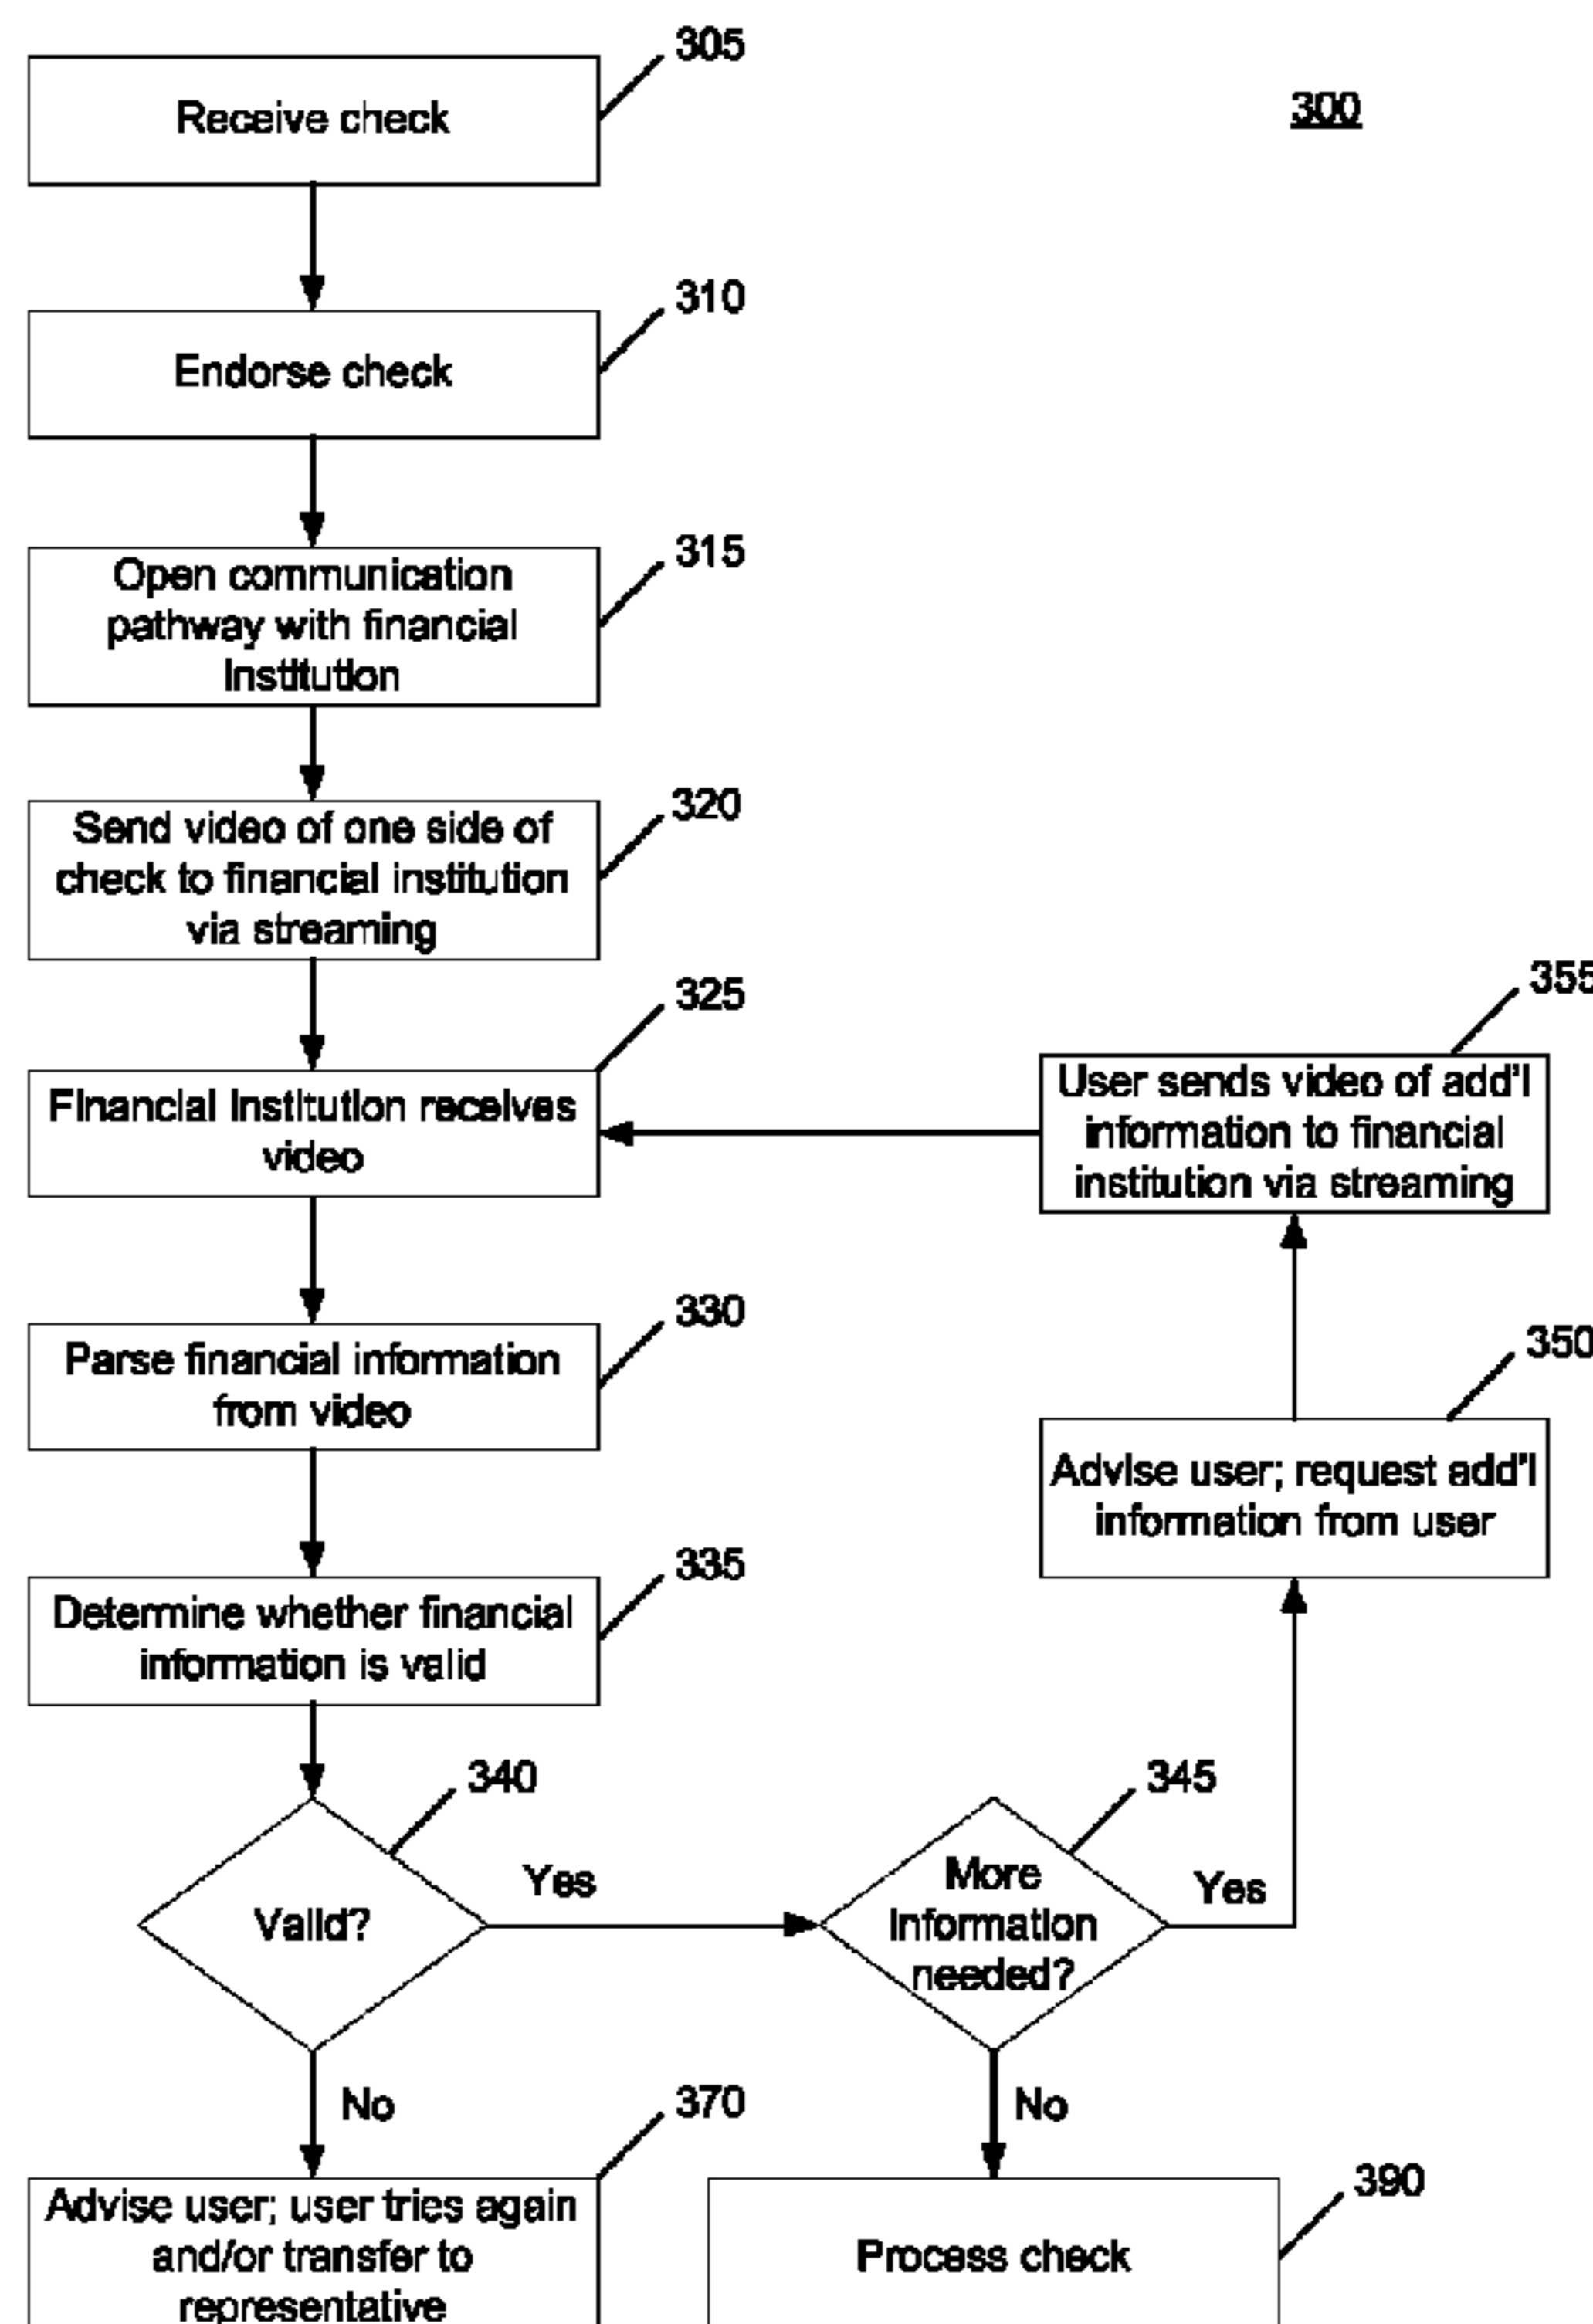 305
Receive check
300
310
Endorse check
315
Open communication
pathway with financial
institution
320
Send video of one side of
check to financial institution
via streaming
325
Financial institution receives
video
355
User sends video of add'l
information to financial
institution via streaming
330
Parse financial information
from video
350
Advise user; request add'l
information from user
335
Determine whether financial
information is valid
340
Valid?
Yes
345
More
information
needed?
Yes
No
No
370
Advise user; user tries again
and/or transfer to
representative
390
Process check